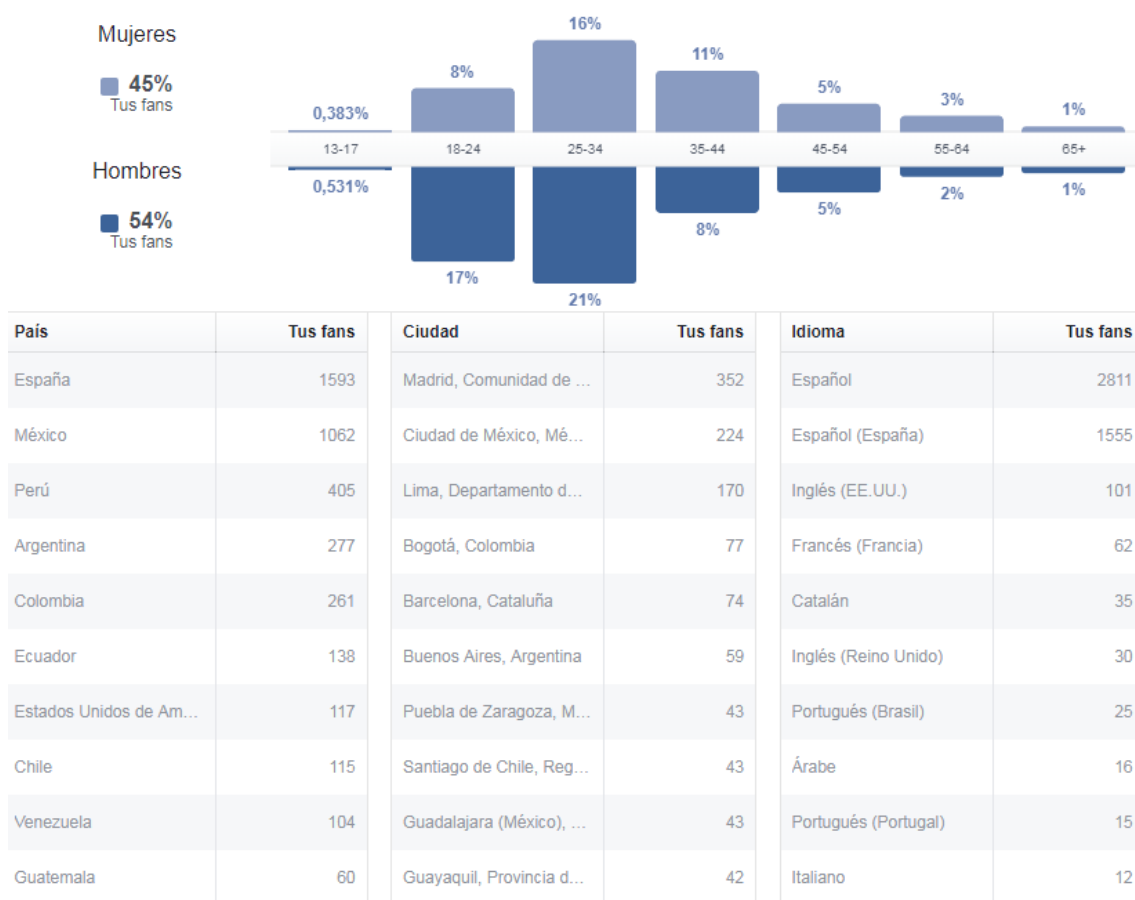 Mujeres
45%
Tus fans
0,383%
8%
16%
11%
5%
3%
1%
13-17
18-24
25-34
35-44
45-54
55-64
65+
Hombres
54%
Tus fans
0,531%
17%
21%
8%
5%
2%
1%
País Tus fans
España 1593
México 1062
Perú 405
Argentina 277
Colombia 261
Ecuador 138
Estados Unidos de Am... 117
Chile 115
Venezuela 104
Guatemala 60
Ciudad Tus fans
Madrid, Comunidad de ... 352
Ciudad de México, Mé... 224
Lima, Departamento d... 170
Bogotá, Colombia 77
Barcelona, Cataluña 74
Buenos Aires, Argentina 59
Puebla de Zaragoza, M... 43
Santiago de Chile, Reg... 43
Guadalajara (México), ... 43
Guayaquil, Provincia d... 42
Idioma Tus fans
Español 2811
Español (España) 1555
Inglés (EE.UU.) 101
Francés (Francia) 62
Catalán 35
Inglés (Reino Unido) 30
Portugués (Brasil) 25
Árabe 16
Portugués (Portugal) 15
Italiano 12